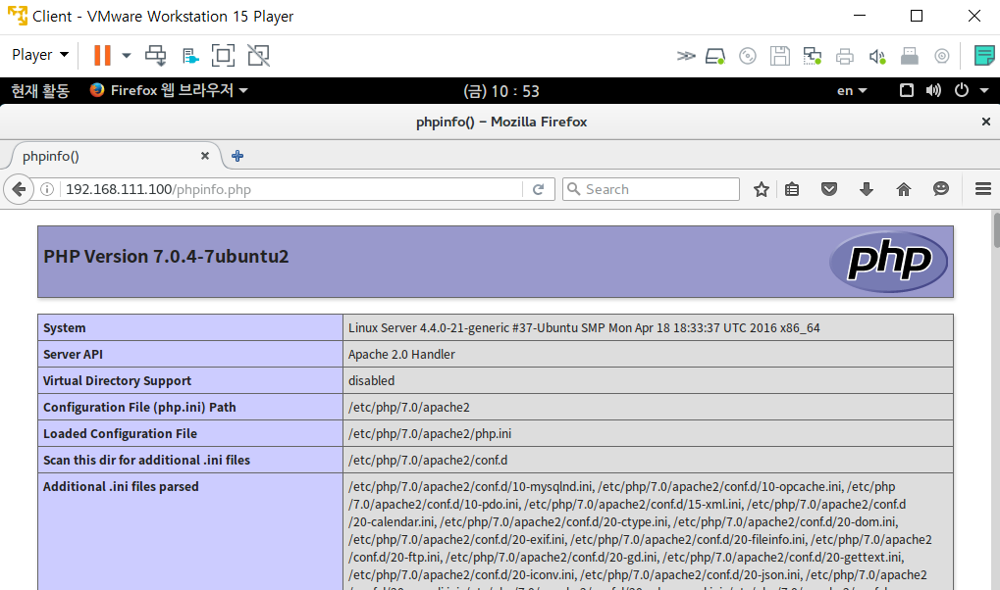 Client - VMware Workstation 15 Player
Player
현재 활동 Firefox 웹 브라우저 (금) 10 : 53 en
phpinfo() - Mozilla Firefox
phpinfo()
192.168.111.100/phpinfo.php Search
PHP Version 7.0.4-7ubuntu2 php
System Linux Server 4.4.0-21-generic #37-Ubuntu SMP Mon Apr 18 18:33:37 UTC 2016 x86_64
Server API Apache 2.0 Handler
Virtual Directory Support disabled
Configuration File (php.ini) Path /etc/php/7.0/apache2
Loaded Configuration File /etc/php/7.0/apache2/php.ini
Scan this dir for additional .ini files /etc/php/7.0/apache2/conf.d
Additional .ini files parsed /etc/php/7.0/apache2/conf.d/10-mysqlnd.ini, /etc/php/7.0/apache2/conf.d/10-opcache.ini, /etc/php
/7.0/apache2/conf.d/10-pdo.ini, /etc/php/7.0/apache2/conf.d/15-xml.ini, /etc/php/7.0/apache2/conf.d
/20-calendar.ini, /etc/php/7.0/apache2/conf.d/20-ctype.ini, /etc/php/7.0/apache2/conf.d/20-dom.ini,
/etc/php/7.0/apache2/conf.d/20-exif.ini, /etc/php/7.0/apache2/conf.d/20-fileinfo.ini, /etc/php/7.0/apache2
/conf.d/20-ftp.ini, /etc/php/7.0/apache2/conf.d/20-gd.ini, /etc/php/7.0/apache2/conf.d/20-gettext.ini,
/etc/php/7.0/apache2/conf.d/20-iconv.ini, /etc/php/7.0/apache2/conf.d/20-json.ini, /etc/php/7.0/apache2